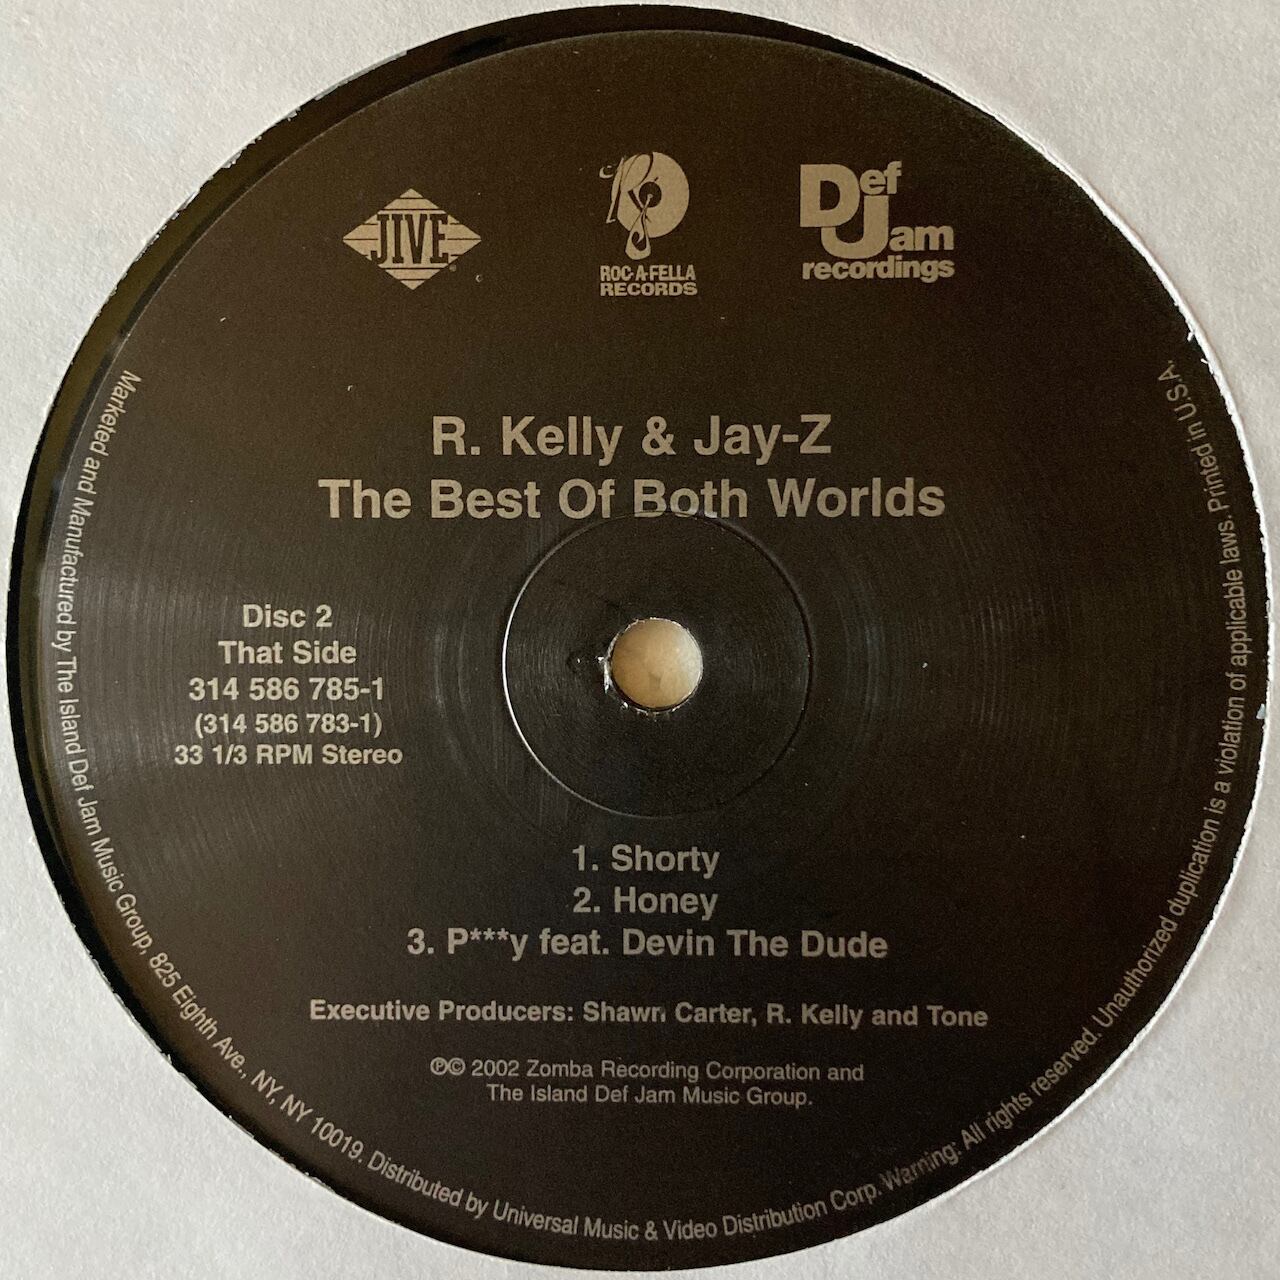 JIVE
ROC-A-FELLA
RECORDS
Def
Jam
recordings
R. Kelly & Jay-Z
The Best Of Both Worlds
Disc 2
That Side
314 586 785-1
(314 586 783-1)
33 1/3 RPM Stereo
1. Shorty
2. Honey
3. P***y feat. Devin The Dude
Executive Producers: Shawn Carter, R. Kelly and Tone
℗© 2002 Zomba Recording Corporation and
The Island Def Jam Music Group.
Marketed and Manufactured by The Island Def Jam Music Group, 825 Eighth Ave., NY, NY 10019. Distributed by Universal Music & Video Distribution Corp. Warning: All rights reserved. Unauthorized duplication is a violation of applicable laws. Printed in U.S.A.